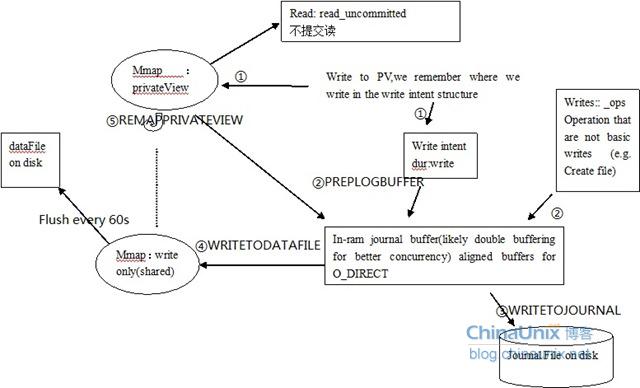 Read: read_uncommitted
不提交读
Mmap :
privateView
①
Write to PV,we remember where we
write in the write intent structure
①
⑤REMAPPRIVATEVIEW
dataFile
on disk
Write intent
dur:write
Writes:: _ops
Operation that
are not basic
writes (e.g.
Create file)
②PREPLOGBUFFER
②
Flush every 60s
Mmap : write
only(shared)
④WRITETODATAFILE
In-ram journal buffer(likely double buffering
for better concurrency) aligned buffers for
O_DIRECT
③WRITETOJOURNAL
ChinaUnix 博客
blog.chinaunix.net
Journal File on disk